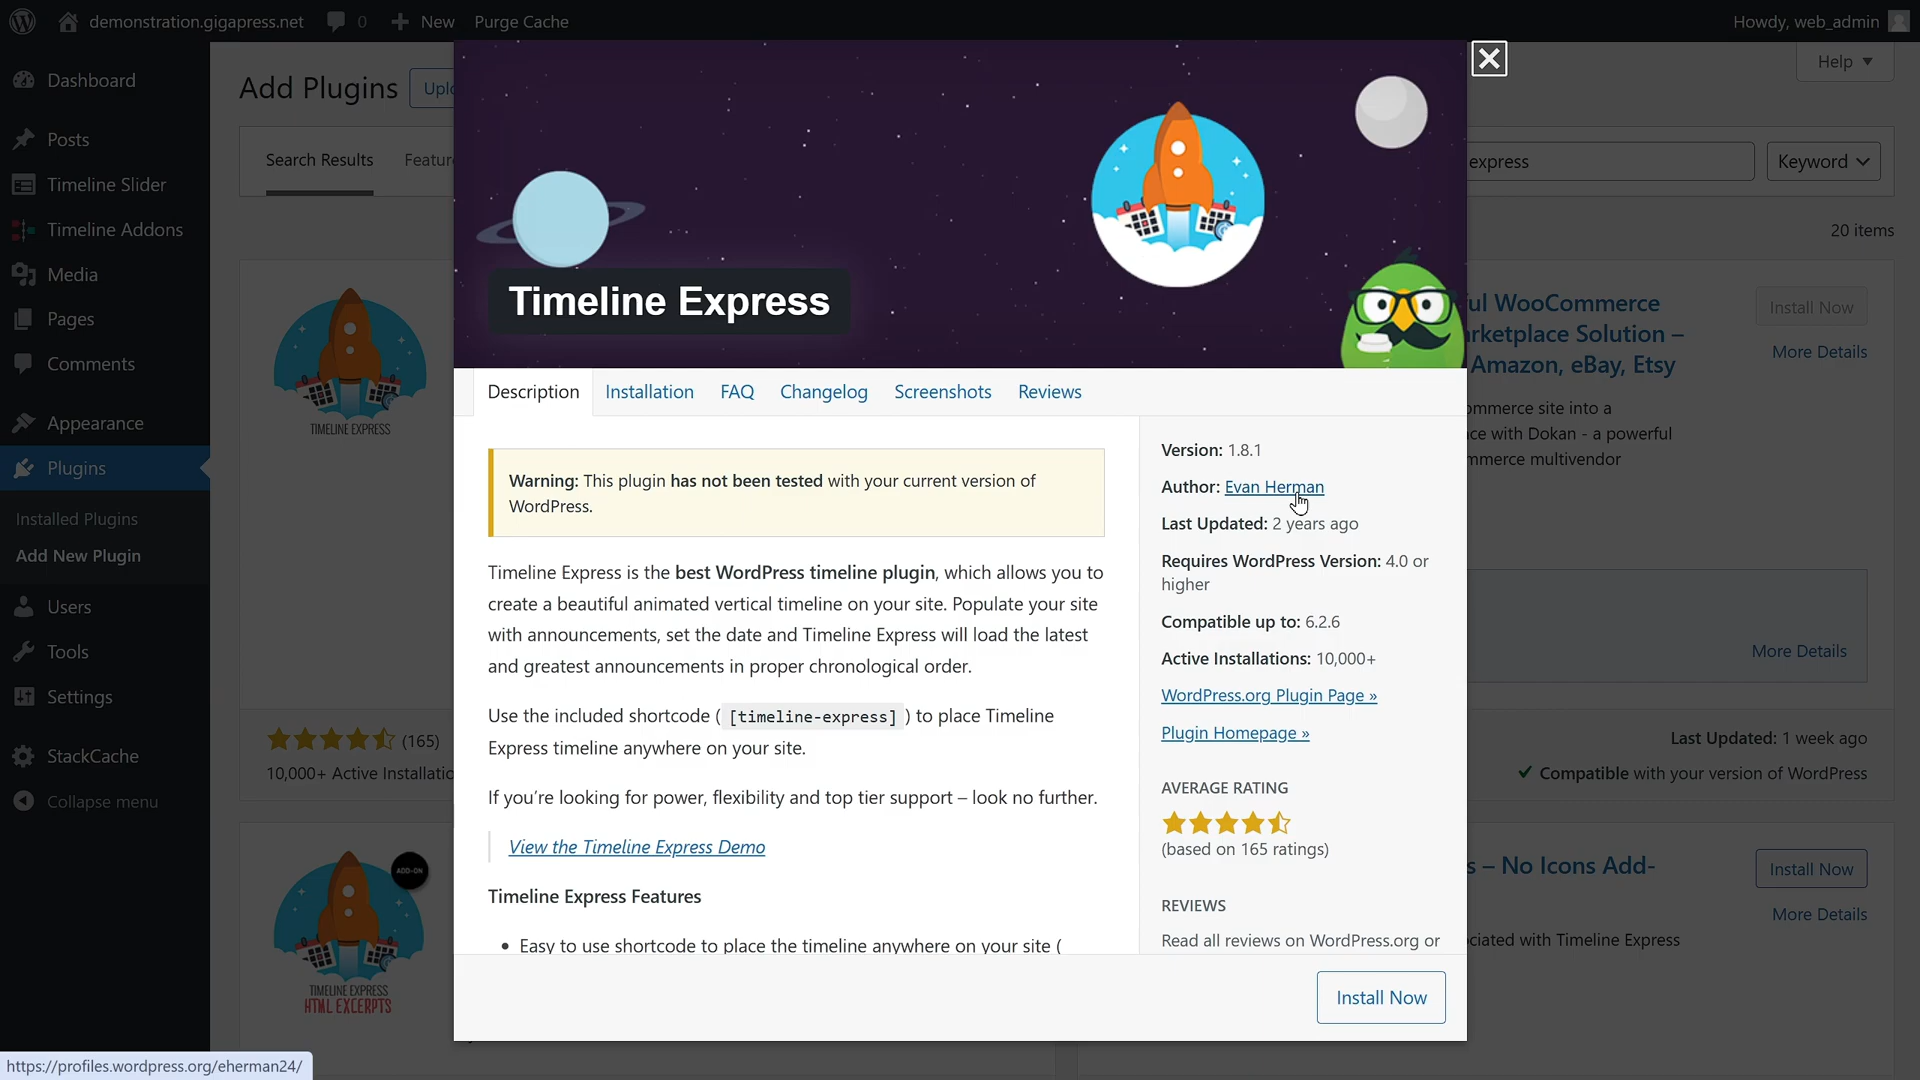 demonstration.gigapress.net
0
New
Purge Cache
Howdy, web_admin
Dashboard
Posts
Timeline Slider
Timeline Addons
Media
Pages
Comments
Appearance
Plugins
Installed Plugins
Add New Plugin
Users
Tools
Settings
StackCache
Collapse menu
Add Plugins
Help
Search Results
express
Keyword
20 items
TIMELINE EXPRESS
(165)
10,000+ Active
ADD-ON
TIMELINE EXPRESS
HTML EXCERPTS
Timeline Express
Description
Installation
FAQ
Changelog
Screenshots
Reviews
Warning: This plugin has not been tested with your current version of
WordPress.
Timeline Express is the best WordPress timeline plugin, which allows you to
create a beautiful animated vertical timeline on your site. Populate your site
with announcements, set the date and Timeline Express will load the latest
and greatest announcements in proper chronological order.
Use the included shortcode ( [timeline-express] ) to place Timeline
Express timeline anywhere on your site.
If you're looking for power, flexibility and top tier support – look no further.
View the Timeline Express Demo
Timeline Express Features
• Easy to use shortcode to place the timeline anywhere on your site (
Version: 1.8.1
Author: Evan Herman
Last Updated: 2 years ago
Requires WordPress Version: 4.0 or
higher
Compatible up to: 6.2.6
Active Installations: 10,000+
WordPress.org Plugin Page »
Plugin Homepage »
AVERAGE RATING
(based on 165 ratings)
REVIEWS
Read all reviews on WordPress.org or
Install Now
WooCommerce
Solution –
Amazon, eBay, Etsy
Install Now
More Details
site into a
with Dokan - a powerful
multivendor
More Details
Last Updated: 1 week ago
Compatible with your version of WordPress
– No Icons Add-
Install Now
More Details
with Timeline Express
https://profiles.wordpress.org/eherman24/